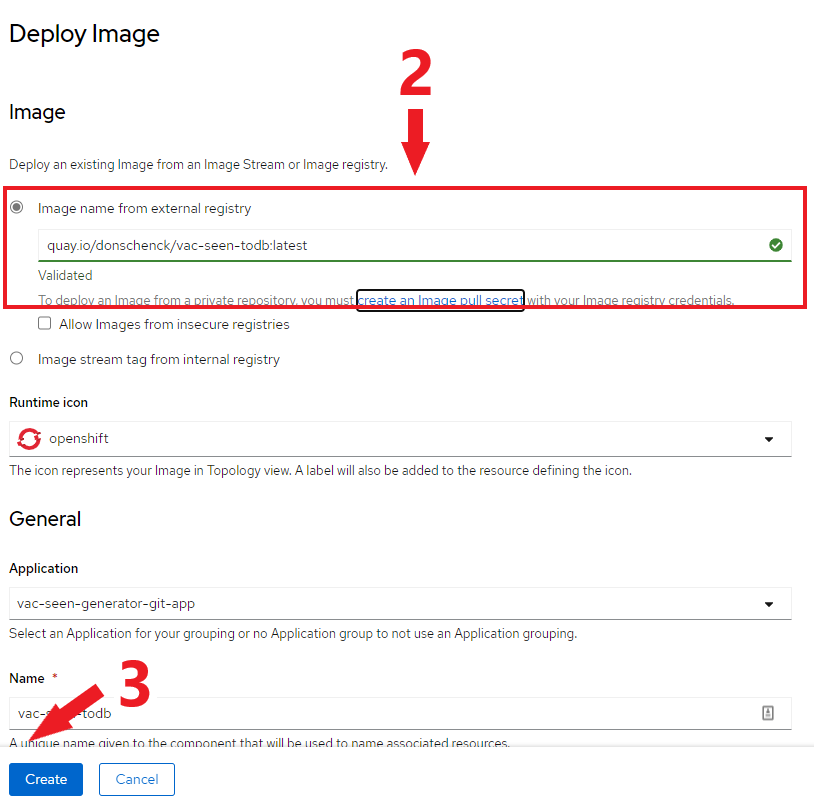 Deploy Image
2
Image
Deploy an existing Image from an Image Stream or Image registry.
Image name from external registry
quay.io/donschenck/vac-seen-todb:latest
Validated
To deploy an Image from a private repository, you must create an Image pull secret with your Image registry credentials.
Allow Images from insecure registries
Image stream tag from internal registry
Runtime icon
openshift
The icon represents your Image in Topology view. A label will also be added to the resource defining the icon.
General
Application
vac-seen-generator-git-app
Select an Application for your grouping or no Application group to not use an Application grouping.
Name *
3
vac-seen-todb
A unique name given to the component that will be used to name associated resources.
Create
Cancel